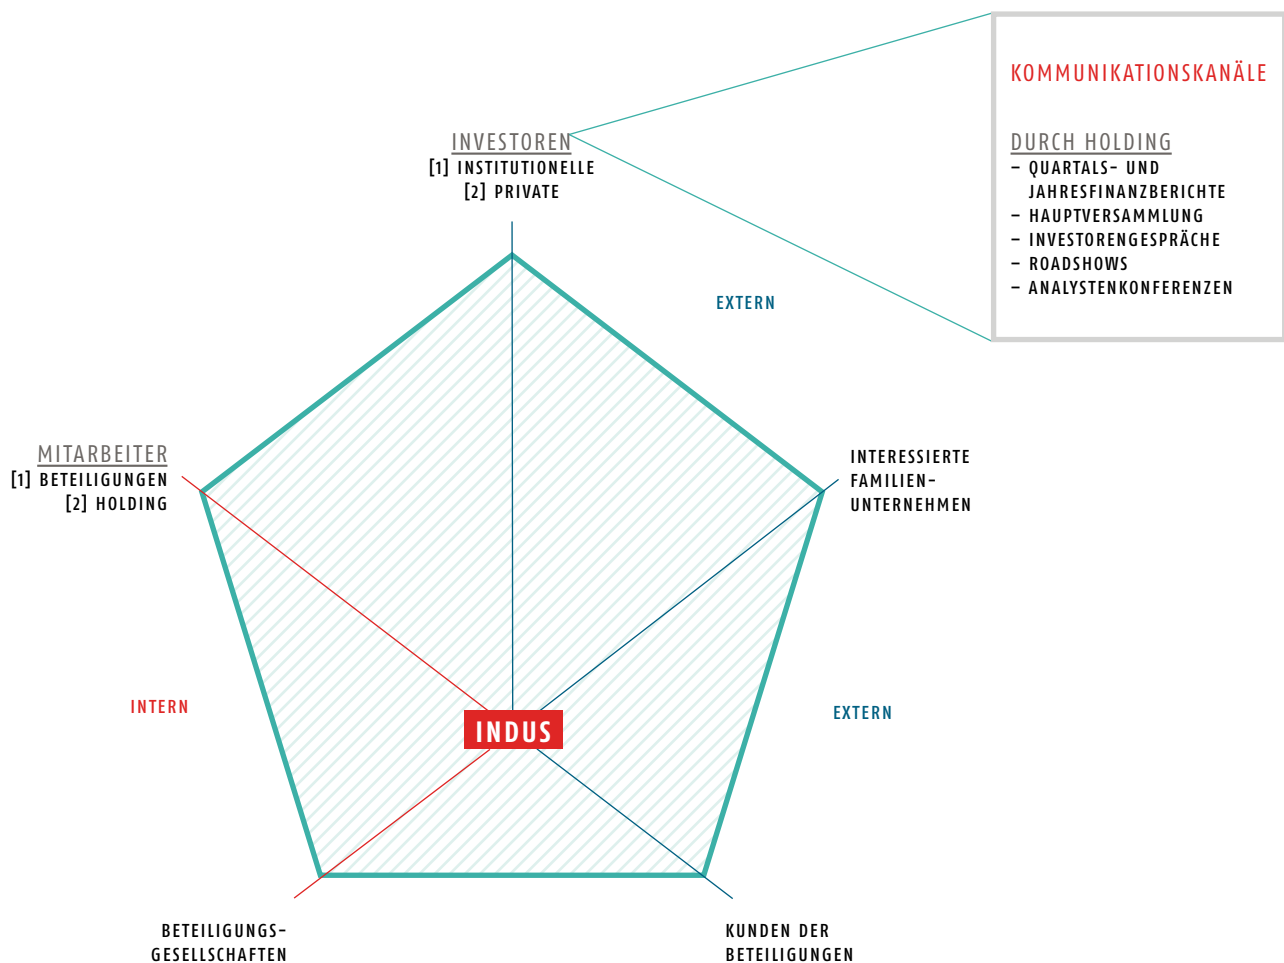 KOMMUNIKATIONSKANÄLE
DURCH HOLDING
– QUARTALS- UND
JAHRESFINANZBERICHTE
– HAUPTVERSAMMLUNG
– INVESTORENGESPRÄCHE
– ROADSHOWS
– ANALYSTENKONFERENZEN
INVESTOREN
[1] INSTITUTIONELLE
[2] PRIVATE
EXTERN
MITARBEITER
[1] BETEILIGUNGEN
[2] HOLDING
INTERESSIERTE
FAMILIEN-
UNTERNEHMEN
INTERN
INDUS
EXTERN
BETEILIGUNGS-
GESELLSCHAFTEN
KUNDEN DER
BETEILIGUNGEN